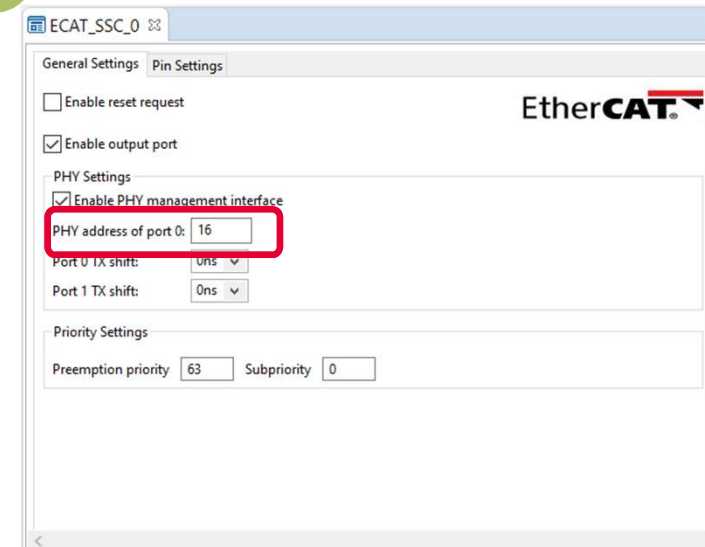 ECAT_SSC_0
General Settings Pin Settings
Enable reset request
EtherCAT®
Enable output port
PHY Settings
Enable PHY management interface
PHY address of port 0: 16
Port 0 TX shift: 0ns
Port 1 TX shift: 0ns
Priority Settings
Preemption priority 63 Subpriority 0